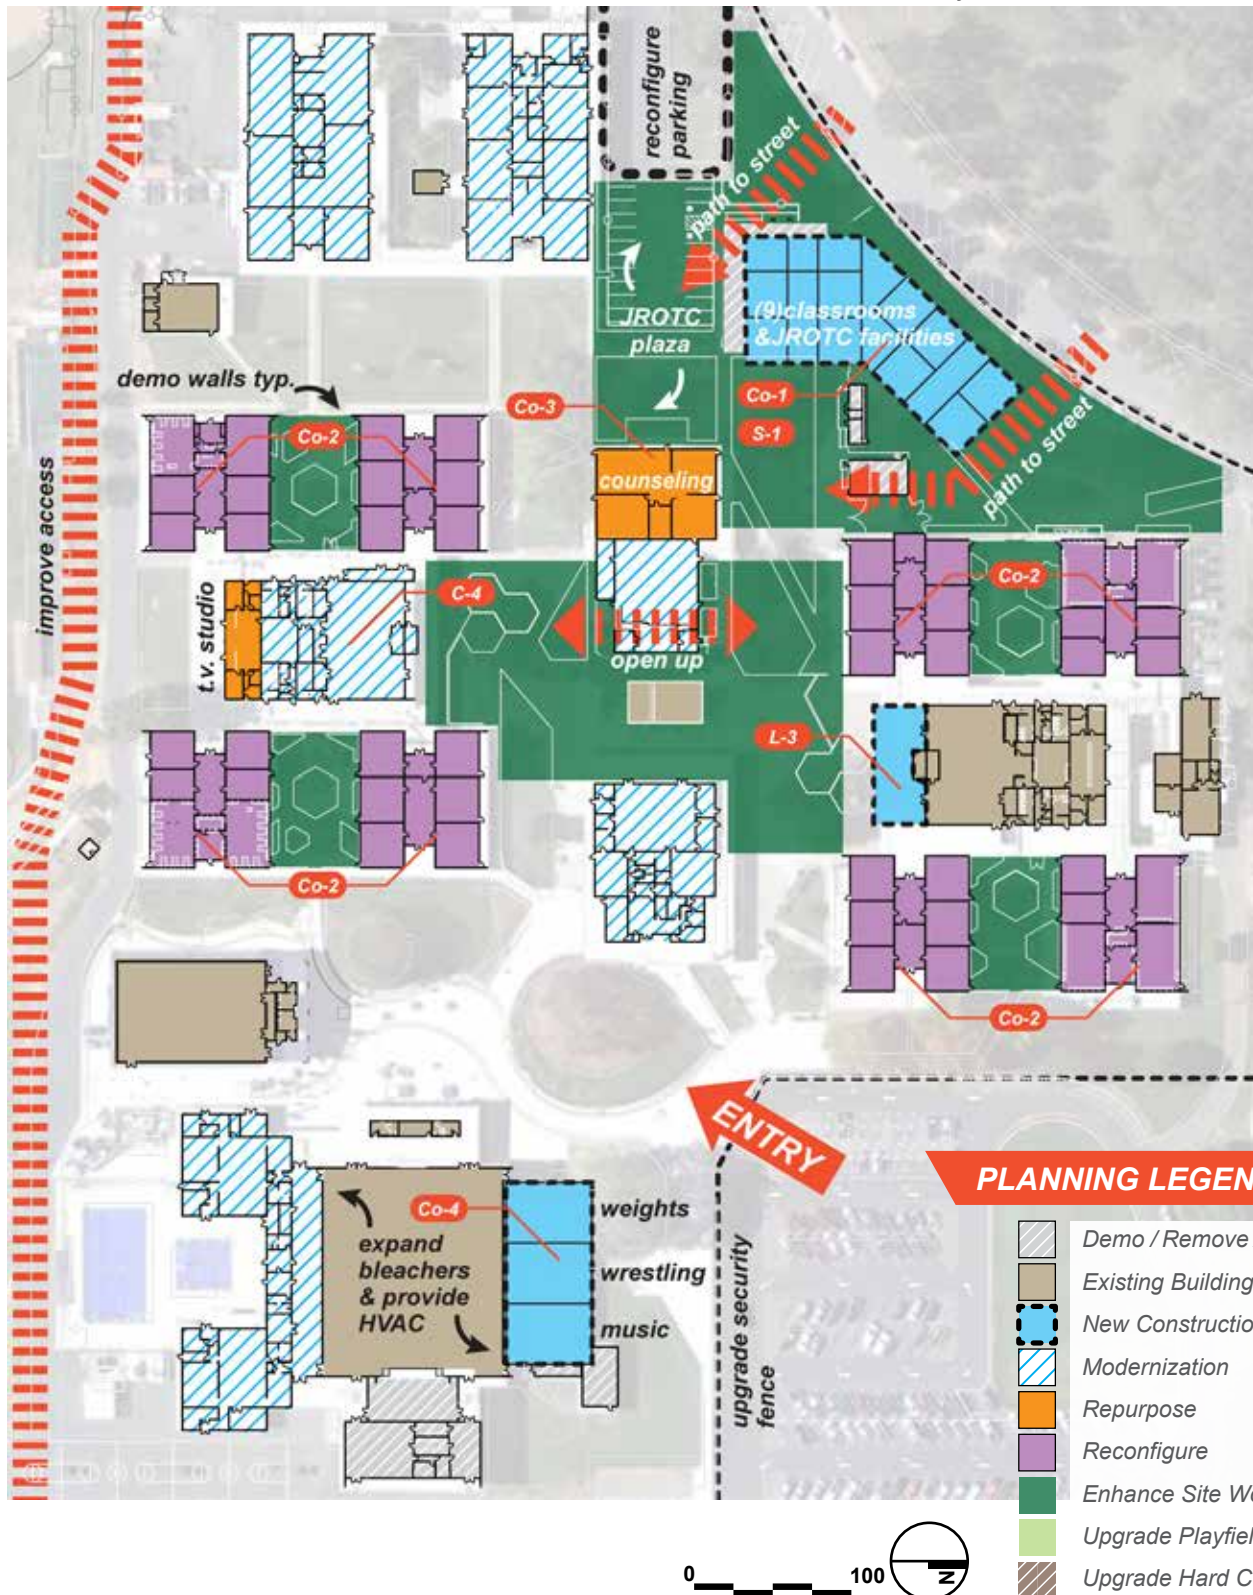 reconfigure
parking
path to street
JROTC
plaza
(9)classrooms
&JROTC facilities
demo walls typ.
Co-3
Co-1
S-1
Co-2
counseling
path to street
improve access
Co-2
t.v. studio
C-4
open up
L-3
Co-2
Co-2
ENTRY
Co-4
expand
bleachers
& provide
HVAC
weights
wrestling
music
upgrade security
fence
PLANNING LEGEN
Demo / Remove
Existing Building
New Constructio
Modernization
Repurpose
Reconfigure
Enhance Site Wo
Upgrade Playfiel
Upgrade Hard C
0
100
N